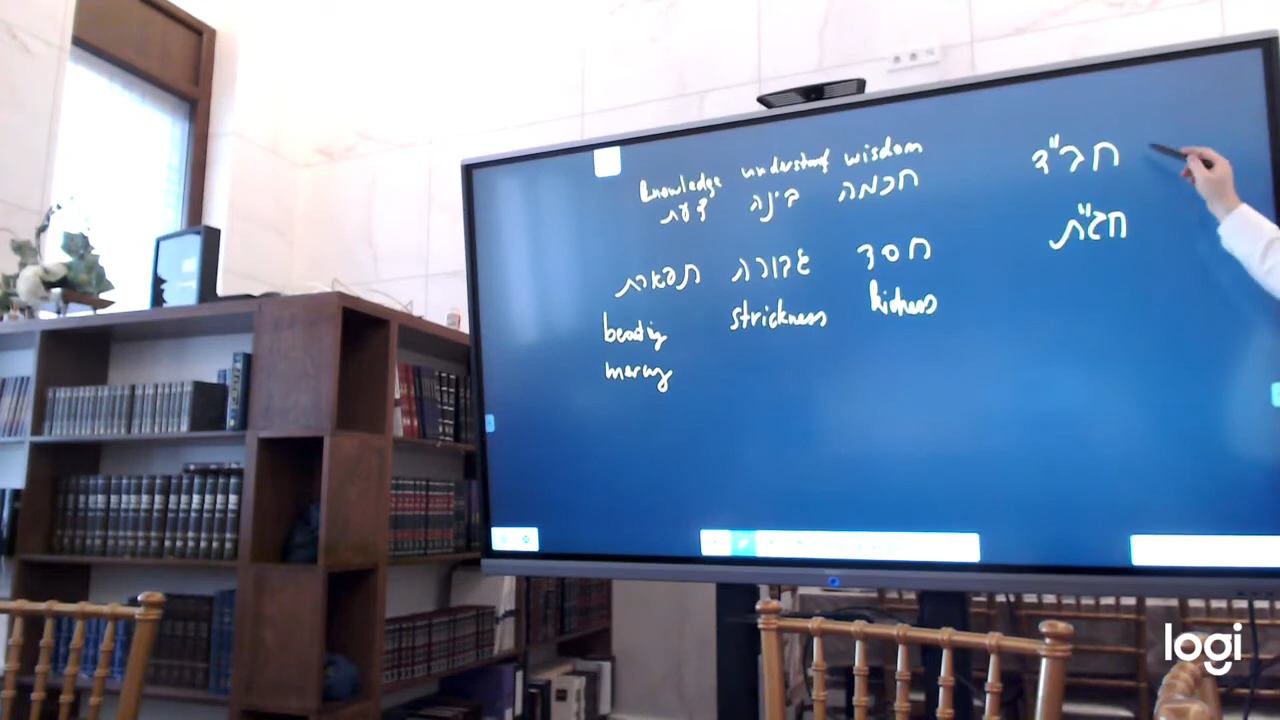 Knowledge understand wisdom
חכמה בינה דעת
חב"ד
חסד גבורה תפארת
חג"ת
beauty strickness Kidness
mercy
logi